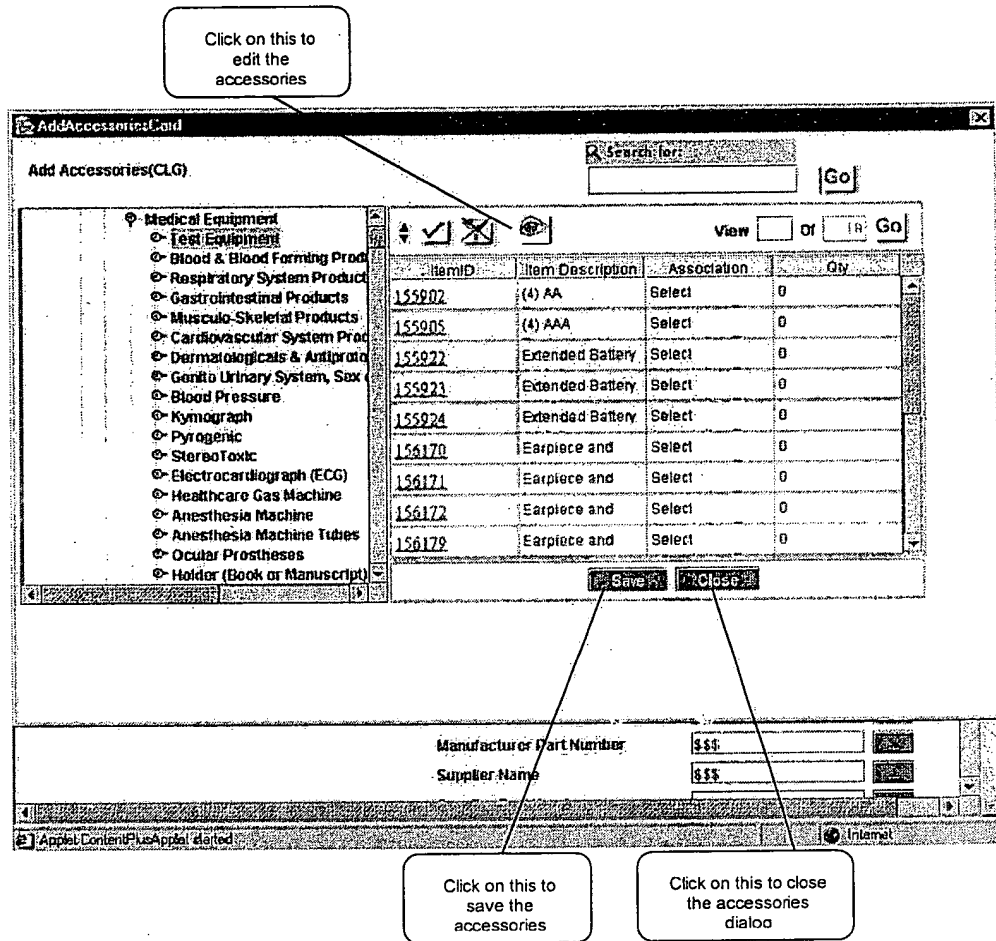 Click on this to
edit the
accessories
AddAccessoriesCard
Add Accessories(CLG)
Search for:
Go
Medical Equipment
Test Equipment
Blood & Blood Forming Prod
Respiratory System Product
Gastrointestinal Products
Musculo-Skeletal Products
Cardiovascular System Prod
Dermatologicals & Antiproto
Genito Urinary System, Sex
Blood Pressure
Kymograph
Pyrogenic
StereoToxic
Electrocardiograph (ECG)
Healthcare Gas Machine
Anesthesia Machine
Anesthesia Machine Tubes
Ocular Prostheses
Holder (Book or Manuscript)
View Of Go
ItemID Item Description Association Qty
155902 (4) AA Select 0
155905 (4) AAA Select 0
155922 Extended Battery Select 0
155923 Extended Battery Select 0
155924 Extended Battery Select 0
156170 Earpiece and Select 0
156171 Earpiece and Select 0
156172 Earpiece and Select 0
156179 Earpiece and Select 0
Save Close
Manufacturer Part Number $$$
Supplier Name $$$
Applet ContentPlusApplet started Internet
Click on this to
save the
accessories
Click on this to close
the accessories
dialog